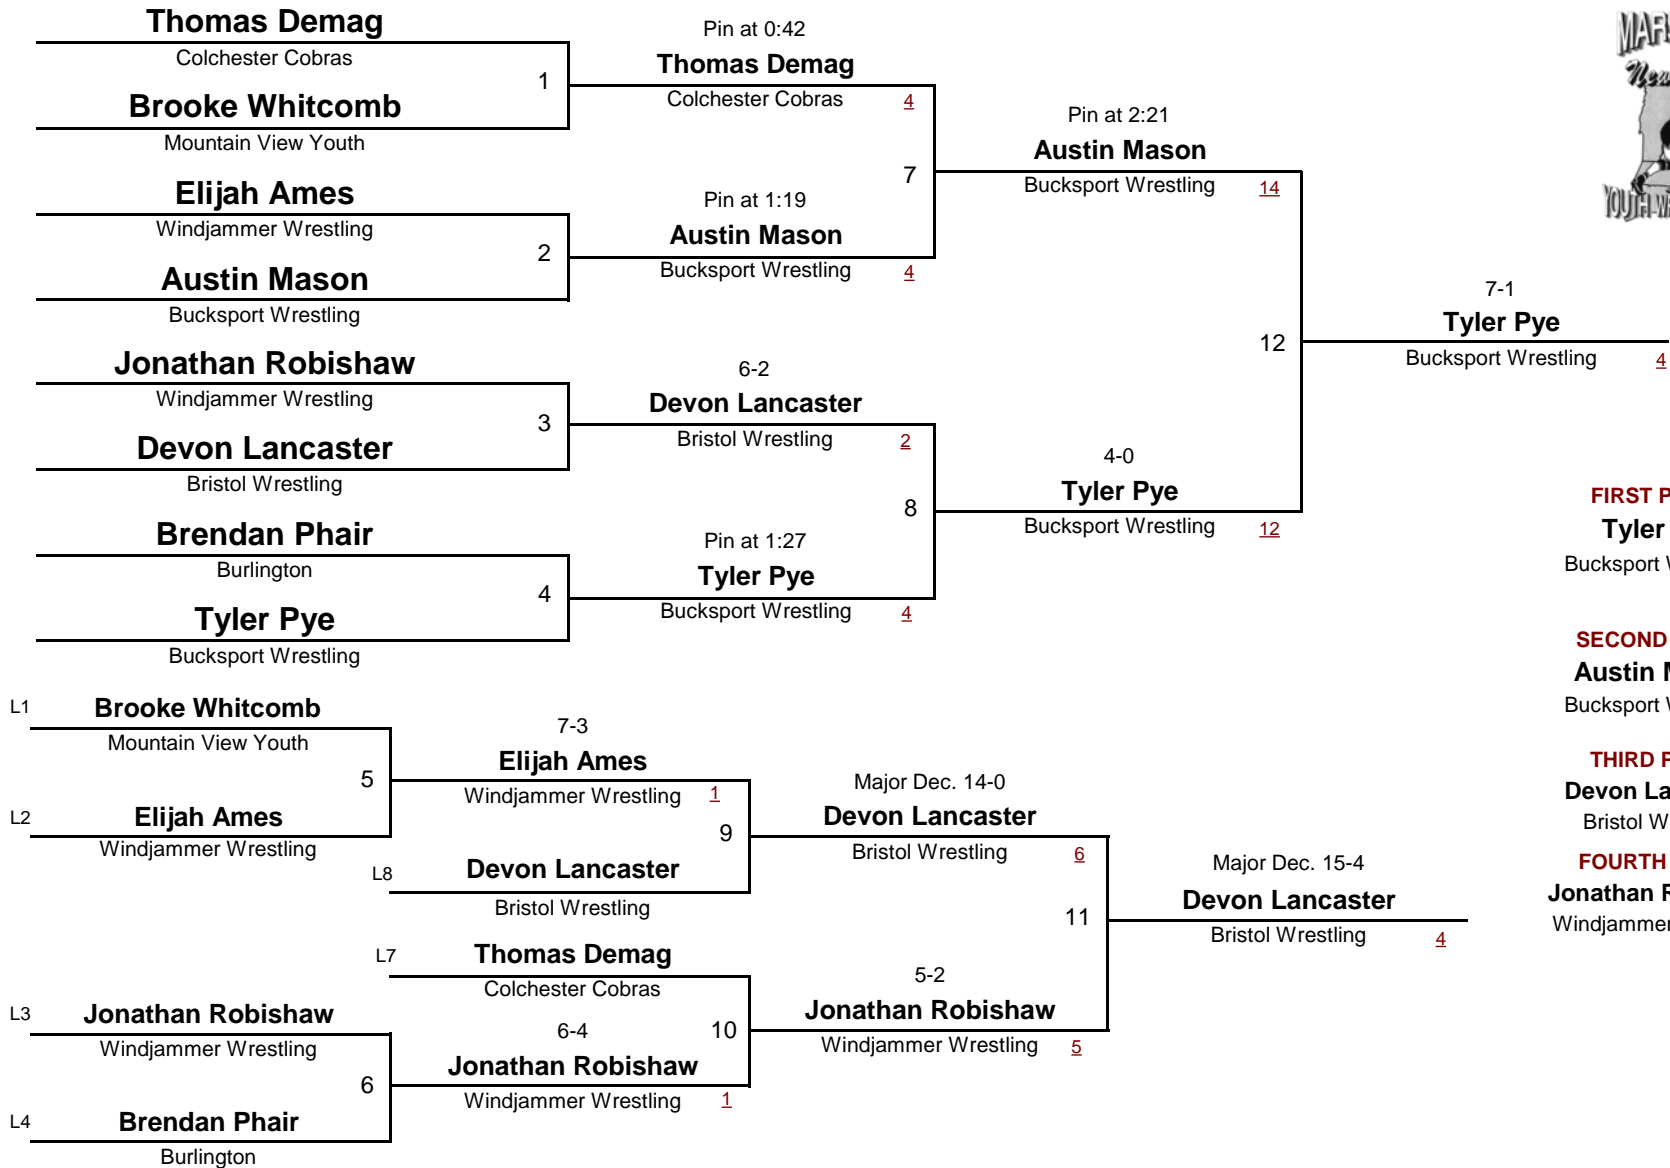 Thomas Demag
Colchester Cobras
1
Brooke Whitcomb
Mountain View Youth
Elijah Ames
Windjammer Wrestling
2
Austin Mason
Bucksport Wrestling
Jonathan Robishaw
Windjammer Wrestling
3
Devon Lancaster
Bristol Wrestling
Brendan Phair
Burlington
4
Tyler Pye
Bucksport Wrestling
Pin at 0:42
Thomas Demag
Colchester Cobras 4
7
Pin at 1:19
Austin Mason
Bucksport Wrestling 4
6-2
Devon Lancaster
Bristol Wrestling 2
8
Pin at 1:27
Tyler Pye
Bucksport Wrestling 4
Pin at 2:21
Austin Mason
Bucksport Wrestling 14
12
4-0
Tyler Pye
Bucksport Wrestling 12
7-1
Tyler Pye
Bucksport Wrestling 4
L1 Brooke Whitcomb
Mountain View Youth
5
L2 Elijah Ames
Windjammer Wrestling
7-3
Elijah Ames
Windjammer Wrestling 1
9
L8 Devon Lancaster
Bristol Wrestling
L7 Thomas Demag
Colchester Cobras
10
L3 Jonathan Robishaw
Windjammer Wrestling
6
L4 Brendan Phair
Burlington
6-4
Jonathan Robishaw
Windjammer Wrestling 1
Major Dec. 14-0
Devon Lancaster
Bristol Wrestling 6
11
5-2
Jonathan Robishaw
Windjammer Wrestling 5
Major Dec. 15-4
Devon Lancaster
Bristol Wrestling 4
FIRST P
Tyler
Bucksport
SECOND
Austin M
Bucksport
THIRD P
Devon La
Bristol W
FOURTH
Jonathan R
Windjammer